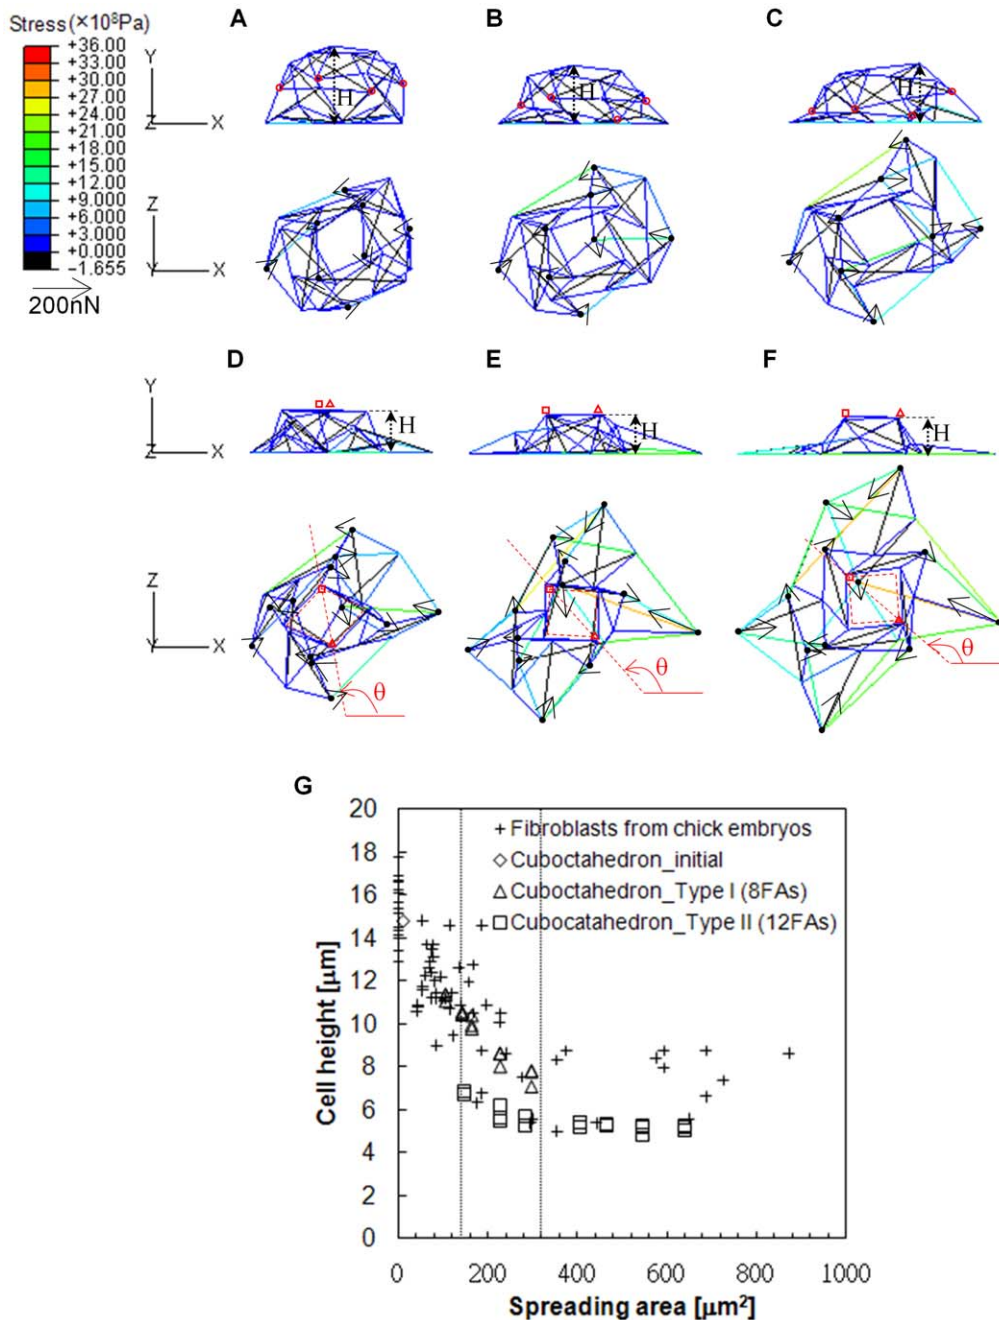 Stress (×10⁸Pa)
+36.00
+33.00
+30.00
+27.00
+24.00
+21.00
+18.00
+15.00
+12.00
+9.000
+6.000
+3.000
+0.000
−1.655
200nN
A
B
C
Y
Z
X
H
H
H
Z
Y
X
D
E
F
Y
Z
X
H
H
H
Z
Y
X
θ
θ
θ
G
Cell height [μm]
20
18
16
14
12
10
8
6
4
2
0
Fibroblasts from chick embryos
Cuboctahedron_initial
Cuboctahedron_Type I (8FAs)
Cubocatahedron_Type II (12FAs)
0
200
400
600
800
1000
Spreading area [μm²]